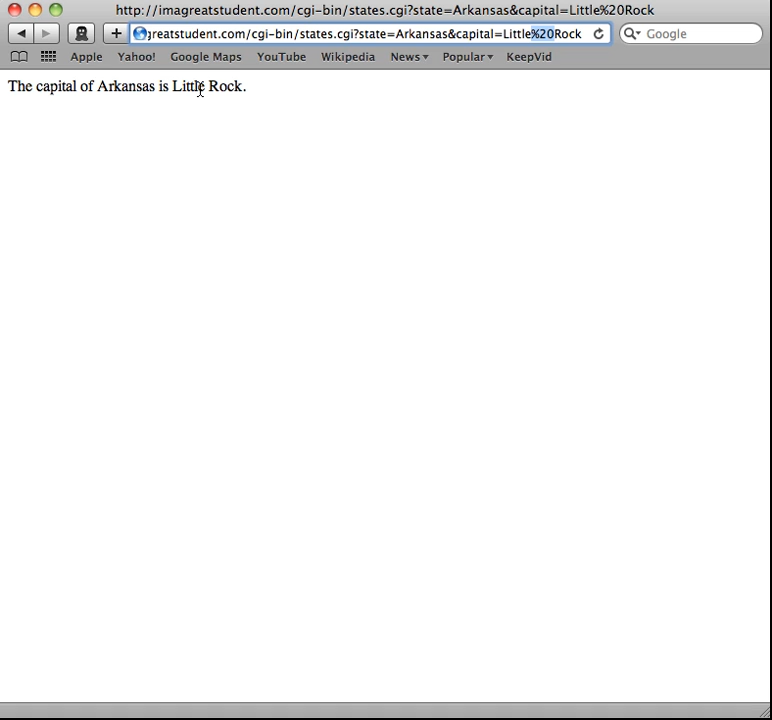 http://imagreatstudent.com/cgi-bin/states.cgi?state=Arkansas&capital=Little%20Rock
greatstudent.com/cgi-bin/states.cgi?state=Arkansas&capital=Little%20Rock
Google
Apple Yahoo! Google Maps YouTube Wikipedia News Popular KeepVid
The capital of Arkansas is Little Rock.